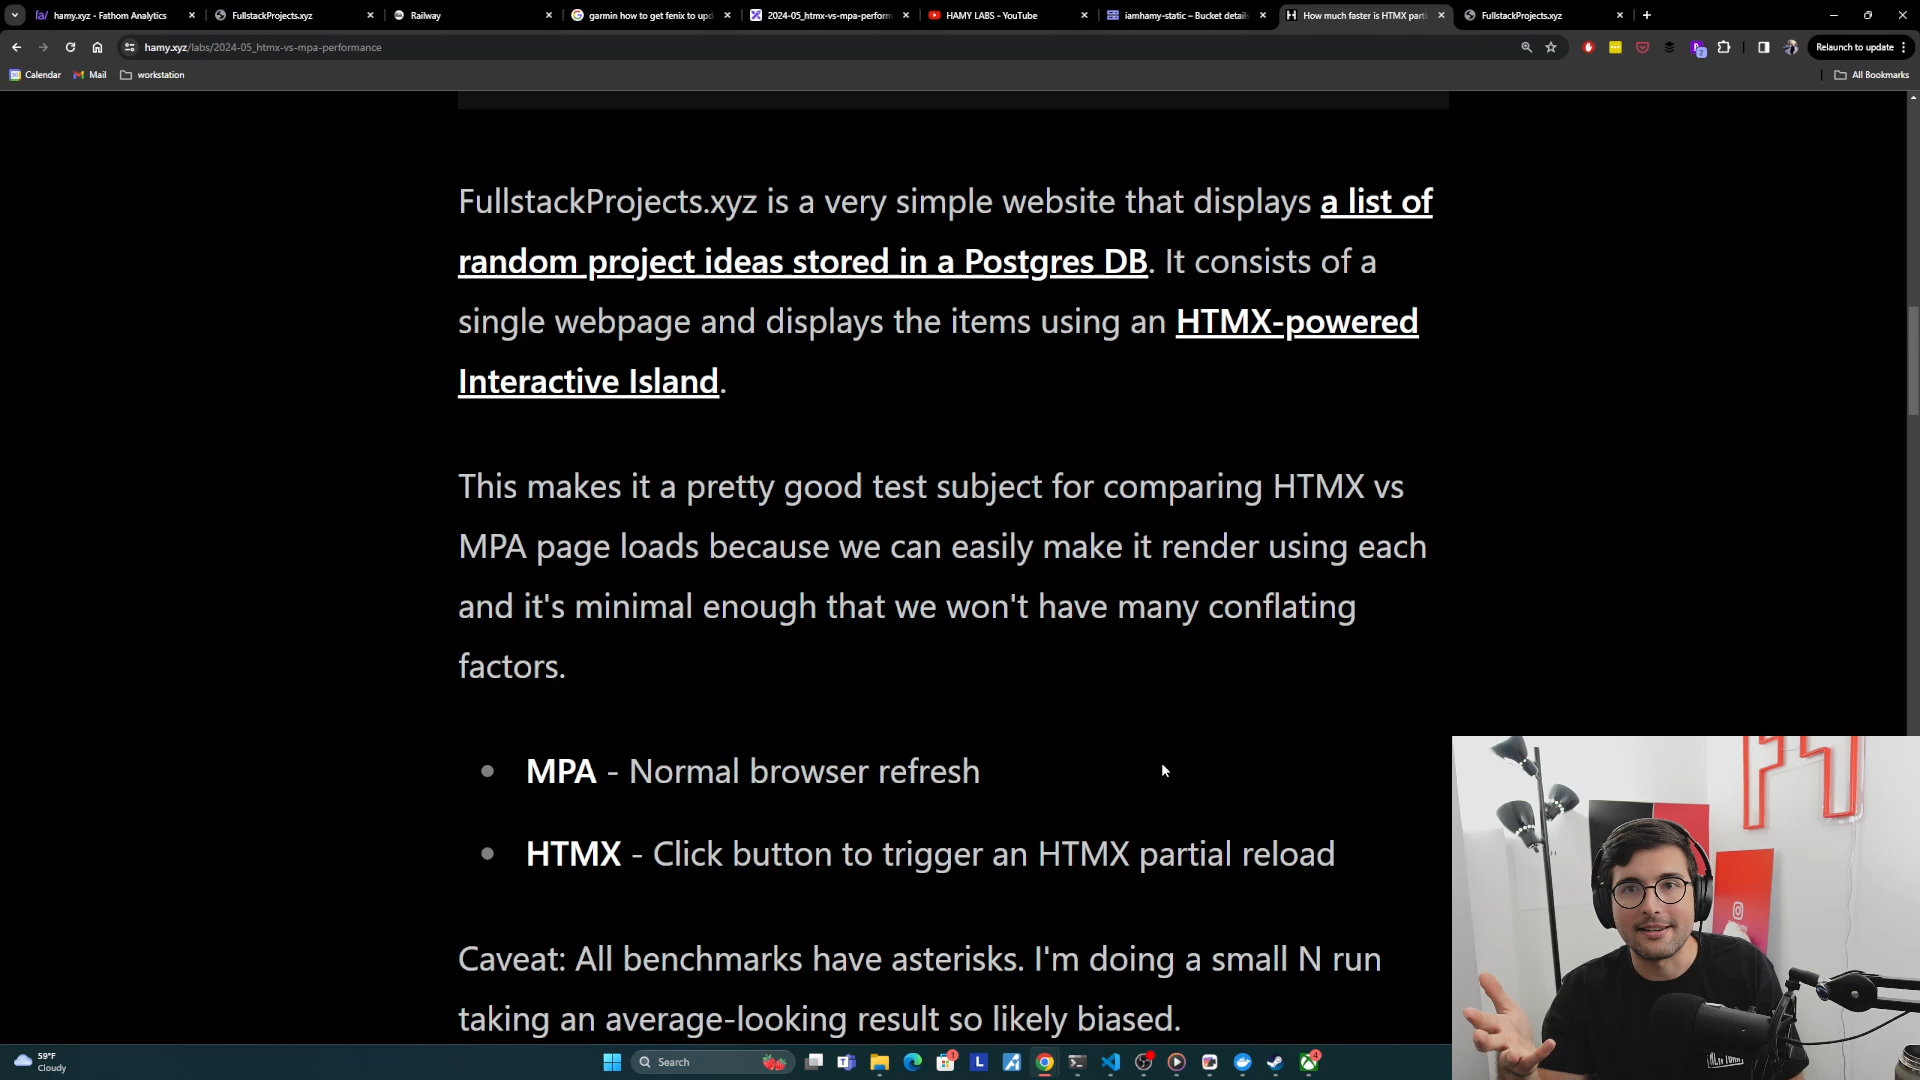 hamy.xyz - Fathom Analytics
FullstackProjects.xyz
Railway
garmin how to get fenix to upd
2024-05_htmx-vs-mpa-perform
HAMY LABS - YouTube
iamhamy-static – Bucket details
How much faster is HTMX parti
FullstackProjects.xyz
hamy.xyz/labs/2024-05_htmx-vs-mpa-performance
Relaunch to update
Calendar
Mail
workstation
All Bookmarks
FullstackProjects.xyz is a very simple website that displays a list of
random project ideas stored in a Postgres DB. It consists of a
single webpage and displays the items using an HTMX-powered
Interactive Island.
This makes it a pretty good test subject for comparing HTMX vs
MPA page loads because we can easily make it render using each
and it's minimal enough that we won't have many conflating
factors.
MPA - Normal browser refresh
HTMX - Click button to trigger an HTMX partial reload
Caveat: All benchmarks have asterisks. I'm doing a small N run
taking an average-looking result so likely biased.
59°F
Cloudy
Search